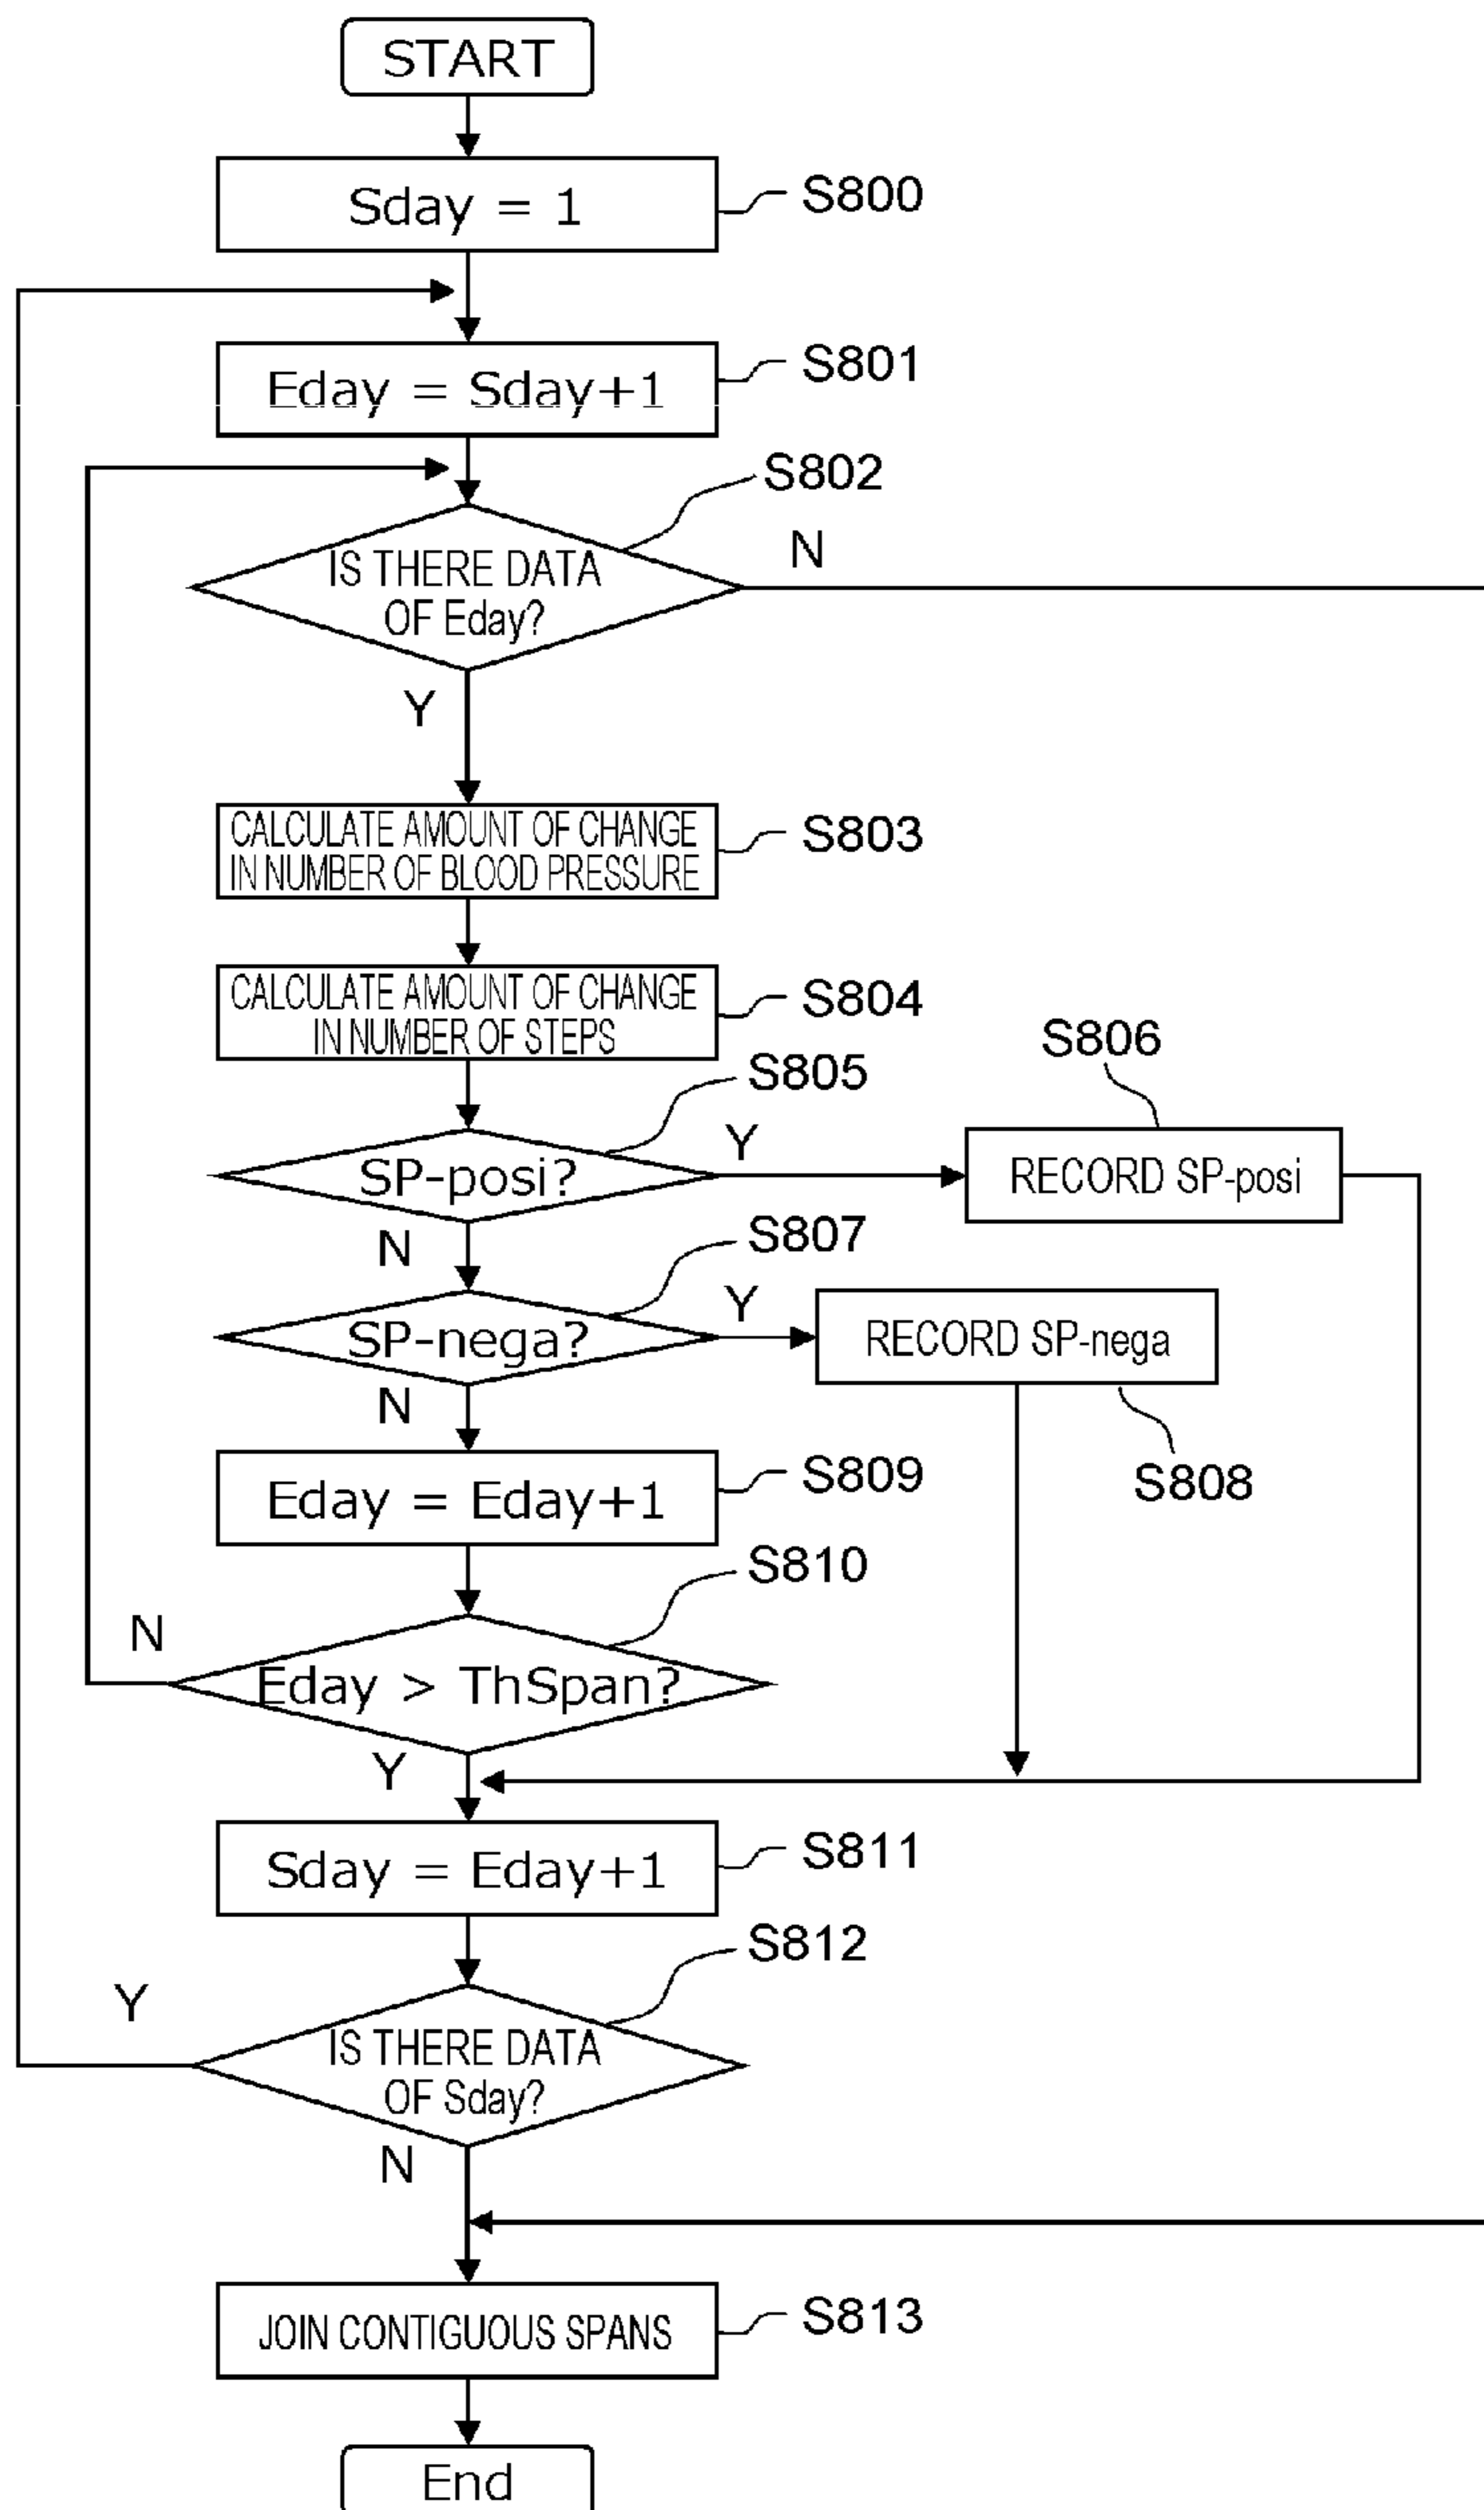 START
Sday = 1
S800
Eday = Sday+1
S801
S802
IS THERE DATA
OF Eday?
N
Y
CALCULATE AMOUNT OF CHANGE
IN NUMBER OF BLOOD PRESSURE
S803
CALCULATE AMOUNT OF CHANGE
IN NUMBER OF STEPS
S804
S805
S806
SP-posi?
Y
RECORD SP-posi
N
S807
SP-nega?
Y
RECORD SP-nega
N
S808
Eday = Eday+1
S809
S810
N
Eday > ThSpan?
Y
Sday = Eday+1
S811
S812
Y
IS THERE DATA
OF Sday?
N
JOIN CONTIGUOUS SPANS
S813
End